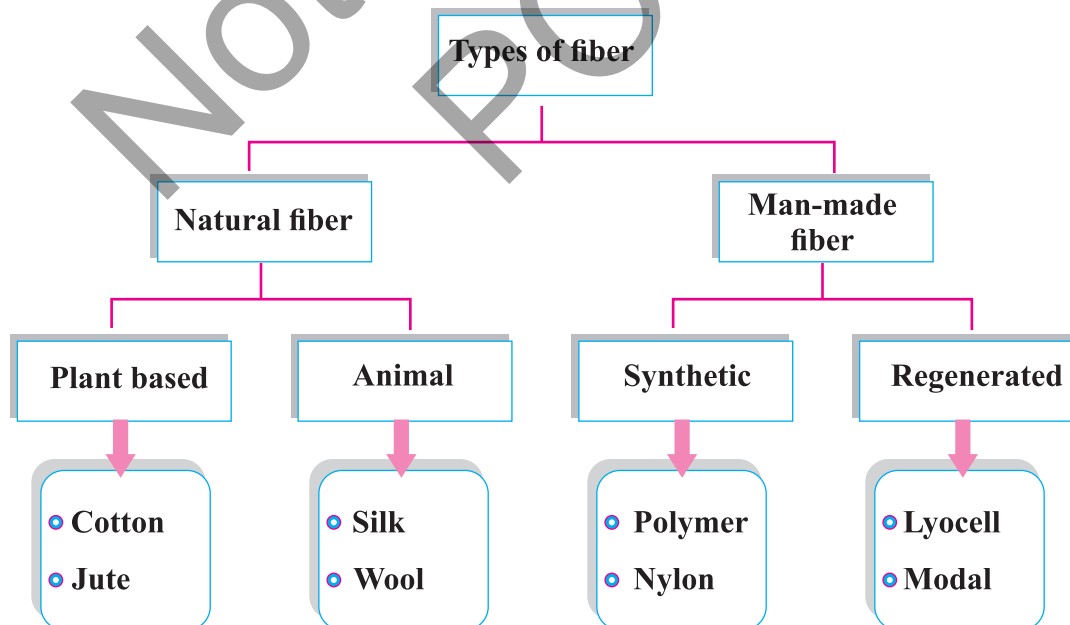 Types of fiber
Natural fiber
Man-made
fiber
Plant based
Animal
Synthetic
Regenerated
Cotton
Jute
Silk
Wool
Polymer
Nylon
Lyocell
Modal